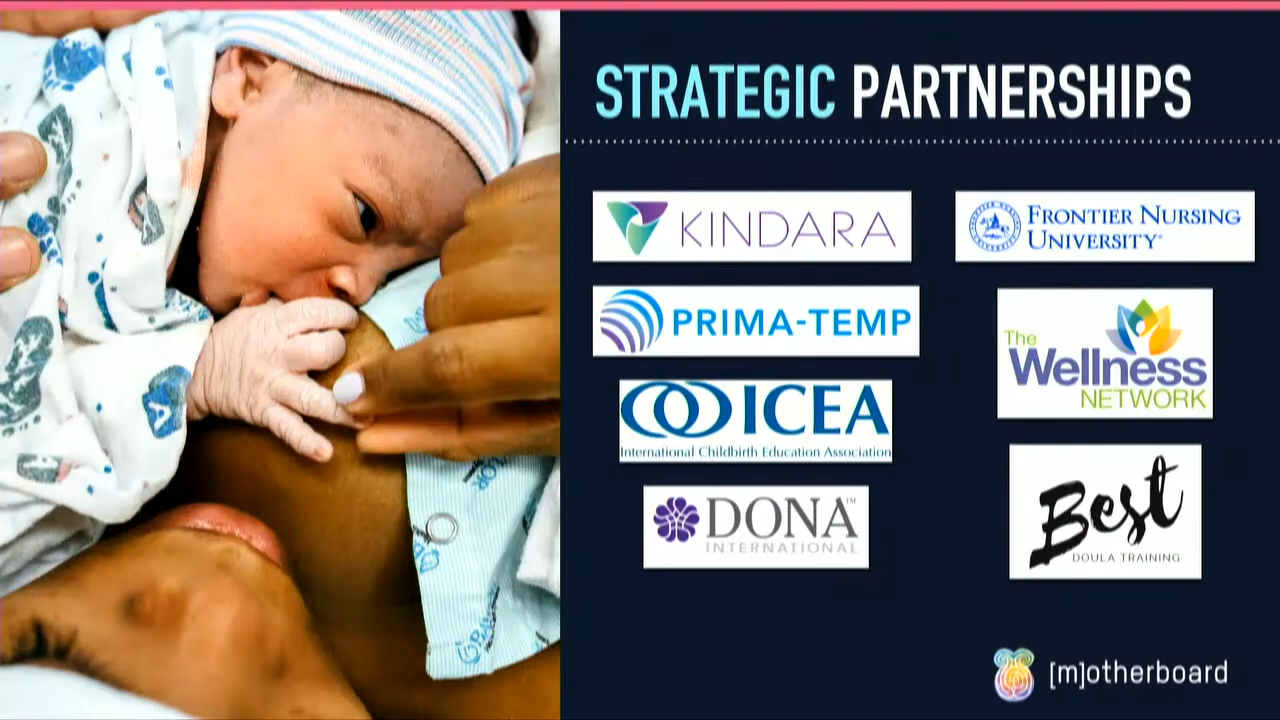 STRATEGIC PARTNERSHIPS
KINDARA
FRONTIER NURSING
UNIVERSITY
PRIMA-TEMP
The
Wellness
NETWORK
ICEA
International Childbirth Education Association
DONA™
INTERNATIONAL
Best
DOULA TRAINING
[m]otherboard